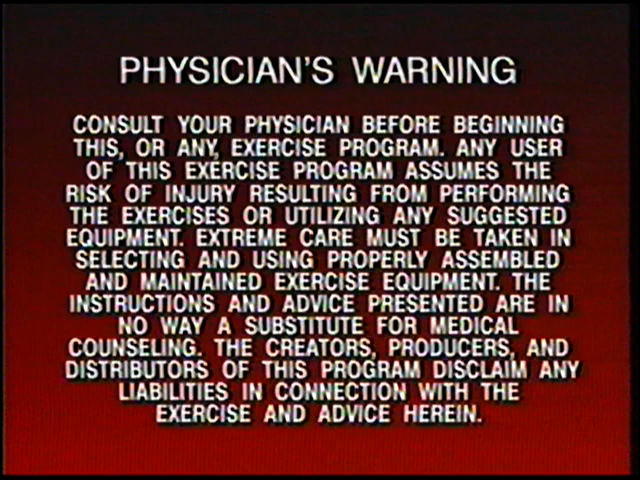 PHYSICIAN'S WARNING
CONSULT YOUR PHYSICIAN BEFORE BEGINNING
THIS, OR ANY, EXERCISE PROGRAM. ANY USER
OF THIS EXERCISE PROGRAM ASSUMES THE
RISK OF INJURY RESULTING FROM PERFORMING
THE EXERCISES OR UTILIZING ANY SUGGESTED
EQUIPMENT. EXTREME CARE MUST BE TAKEN IN
SELECTING AND USING PROPERLY ASSEMBLED
AND MAINTAINED EXERCISE EQUIPMENT. THE
INSTRUCTIONS AND ADVICE PRESENTED ARE IN
NO WAY A SUBSTITUTE FOR MEDICAL
COUNSELING. THE CREATORS, PRODUCERS, AND
DISTRIBUTORS OF THIS PROGRAM DISCLAIM ANY
LIABILITIES IN CONNECTION WITH THE
EXERCISE AND ADVICE HEREIN.